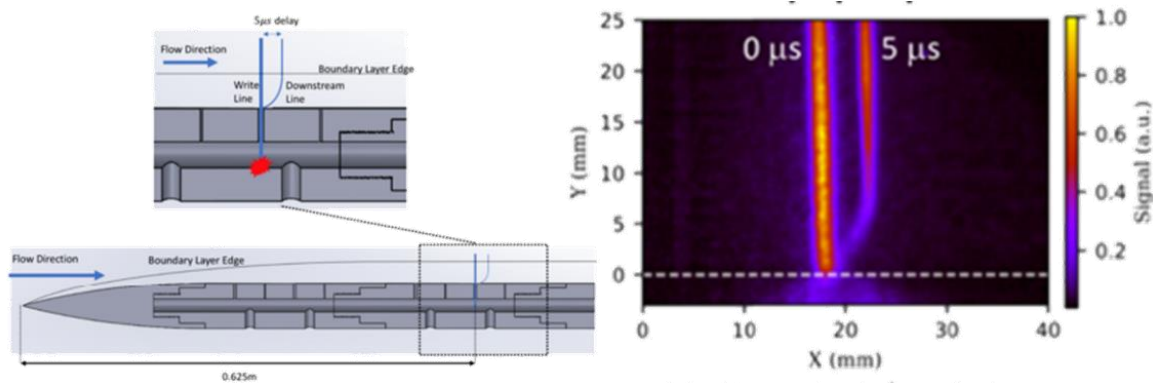 5μs delay
Flow Direction
Boundary Layer Edge
Write Line
Downstream Line
Flow Direction
Boundary Layer Edge
0.625m
25
20
15
10
5
0
Y (mm)
0 μs
5 μs
0
10
20
30
40
X (mm)
1.0
0.8
0.6
0.4
0.2
Signal (a.u.)